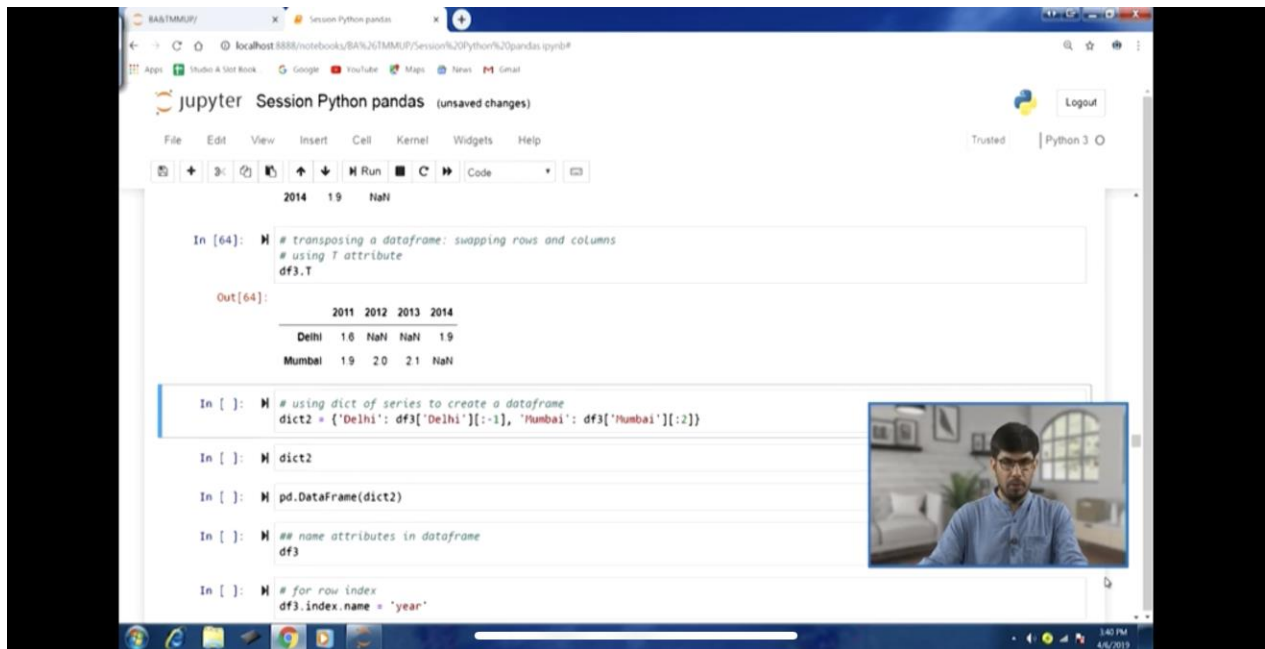 BA&TMMUP/
Session Python pandas
localhost:8888/notebooks/BA%26TMMUP/Session%20Python%20pandas.ipynb#
Apps Studio A Slot Book Google YouTube Maps News Gmail
jupyter Session Python pandas (unsaved changes)
Logout
File Edit View Insert Cell Kernel Widgets Help
Trusted Python 3
Run Code
2014 1.9 NaN
In [64]: # transposing a dataframe: swapping rows and columns
# using T attribute
df3.T
Out[64]:
2011 2012 2013 2014
Delhi 1.6 NaN NaN 1.9
Mumbai 1.9 2.0 2.1 NaN
In [ ]: # using dict of series to create a dataframe
dict2 = {'Delhi': df3['Delhi'][:-1], 'Mumbai': df3['Mumbai'][:2]}
In [ ]: dict2
In [ ]: pd.DataFrame(dict2)
In [ ]: ## name attributes in dataframe
df3
In [ ]: # for row index
df3.index.name = 'year'
3:40 PM
4/6/2019